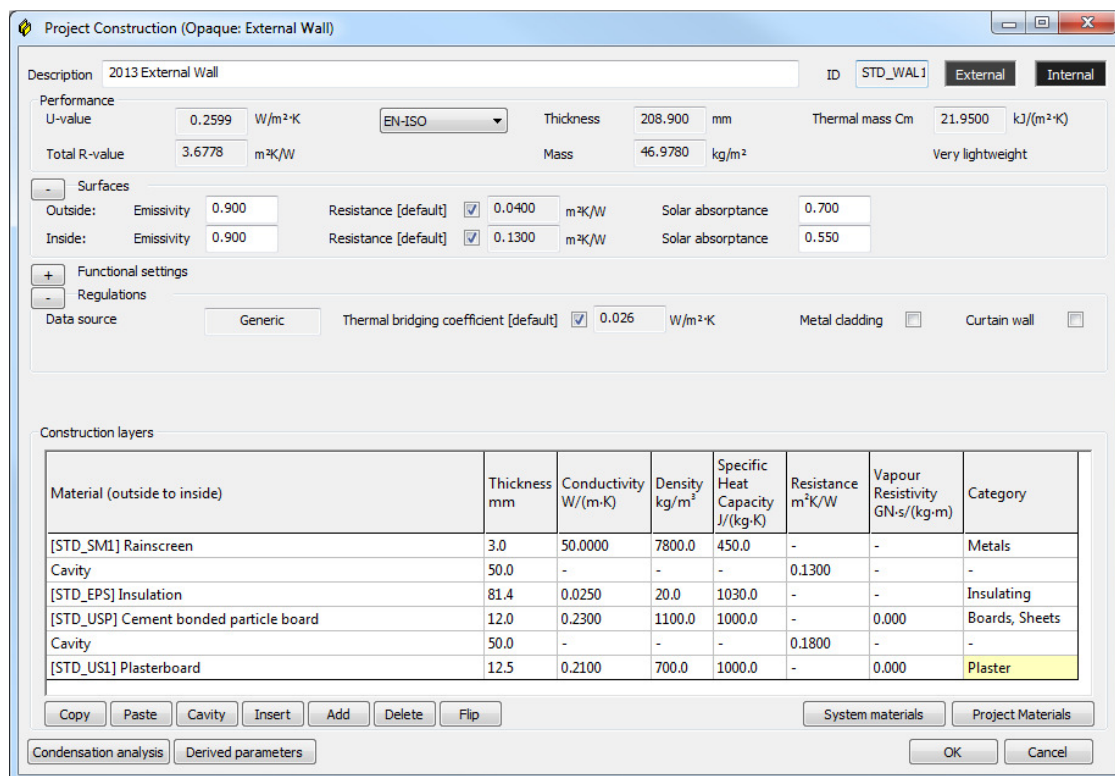 Project Construction (Opaque: External Wall)
Description 2013 External Wall ID STD_WAL1 External Internal
Performance
U-value 0.2599 W/m²·K EN-ISO Thickness 208.900 mm Thermal mass Cm 21.9500 kJ/(m²·K)
Total R-value 3.6778 m²K/W Mass 46.9780 kg/m² Very lightweight
- Surfaces
Outside: Emissivity 0.900 Resistance [default] 0.0400 m²K/W Solar absorptance 0.700
Inside: Emissivity 0.900 Resistance [default] 0.1300 m²K/W Solar absorptance 0.550
+ Functional settings
- Regulations
Data source Generic Thermal bridging coefficient [default] 0.026 W/m²·K Metal cladding Curtain wall
Construction layers
Material (outside to inside) Thickness mm Conductivity W/(m·K) Density kg/m³ Specific Heat Capacity J/(kg·K) Resistance m²K/W Vapour Resistivity GN·s/(kg·m) Category
[STD_SM1] Rainscreen 3.0 50.0000 7800.0 450.0 - - Metals
Cavity 50.0 - - - 0.1300 - -
[STD_EPS] Insulation 81.4 0.0250 20.0 1030.0 - - Insulating
[STD_USP] Cement bonded particle board 12.0 0.2300 1100.0 1000.0 - 0.000 Boards, Sheets
Cavity 50.0 - - - 0.1800 - -
[STD_US1] Plasterboard 12.5 0.2100 700.0 1000.0 - 0.000 Plaster
Copy Paste Cavity Insert Add Delete Flip System materials Project Materials
Condensation analysis Derived parameters OK Cancel